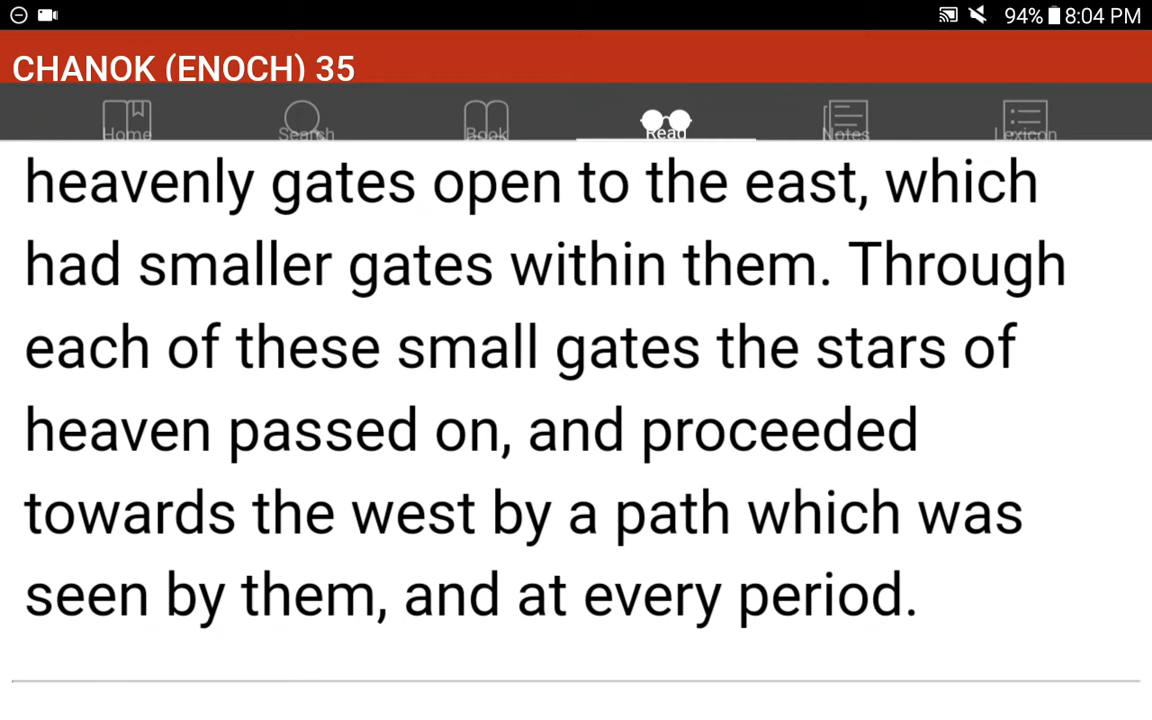 94% 8:04 PM
CHANOK (ENOCH) 35
Home Search Book Read Notes Lexicon
heavenly gates open to the east, which
had smaller gates within them. Through
each of these small gates the stars of
heaven passed on, and proceeded
towards the west by a path which was
seen by them, and at every period.